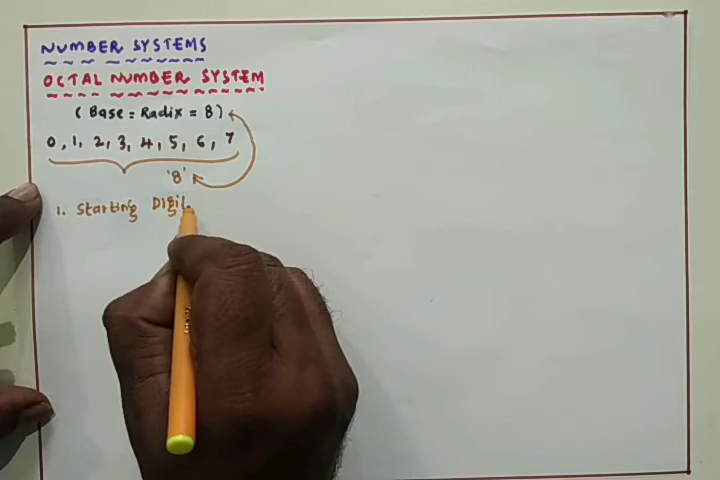 NUMBER SYSTEMS
OCTAL NUMBER SYSTEM
( Base = Radix = 8 )
0, 1, 2, 3, 4, 5, 6, 7
'8'
1. Starting Digi